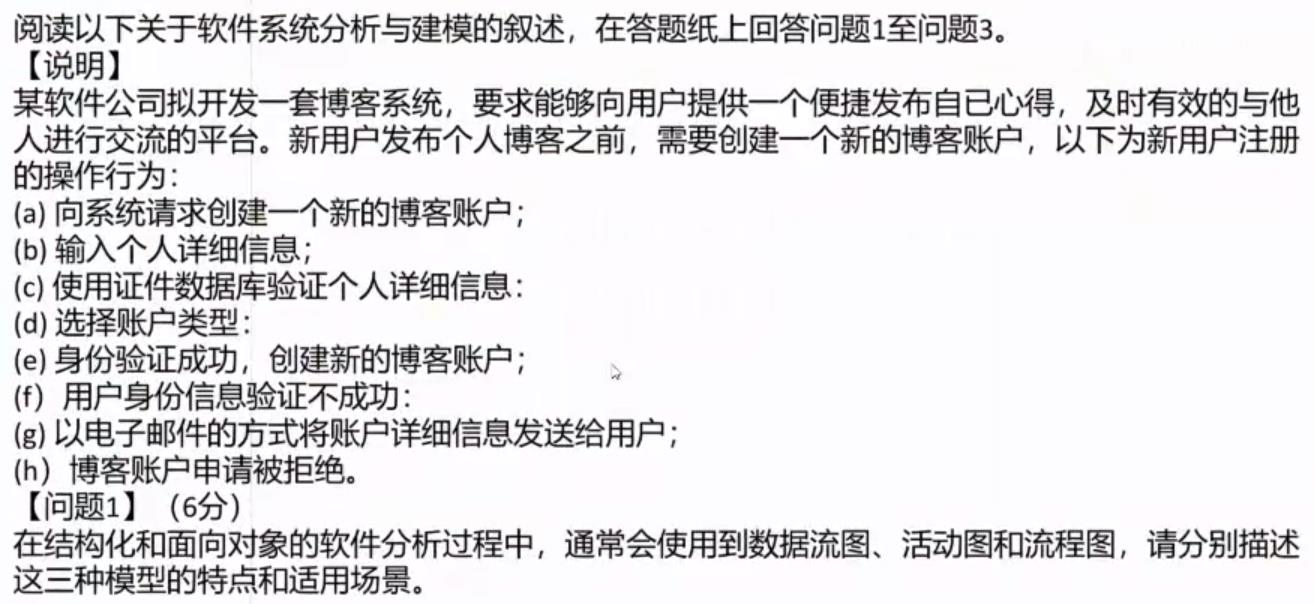 阅读以下关于软件系统分析与建模的叙述，在答题纸上回答问题1至问题3。
【说明】
某软件公司拟开发一套博客系统，要求能够向用户提供一个便捷发布自已心得，及时有效的与他
人进行交流的平台。新用户发布个人博客之前，需要创建一个新的博客账户，以下为新用户注册
的操作行为：
(a) 向系统请求创建一个新的博客账户；
(b) 输入个人详细信息；
(c) 使用证件数据库验证个人详细信息：
(d) 选择账户类型：
(e) 身份验证成功，创建新的博客账户；
(f）用户身份信息验证不成功：
(g) 以电子邮件的方式将账户详细信息发送给用户；
(h）博客账户申请被拒绝。
【问题1】（6分）
在结构化和面向对象的软件分析过程中，通常会使用到数据流图、活动图和流程图，请分别描述
这三种模型的特点和适用场景。